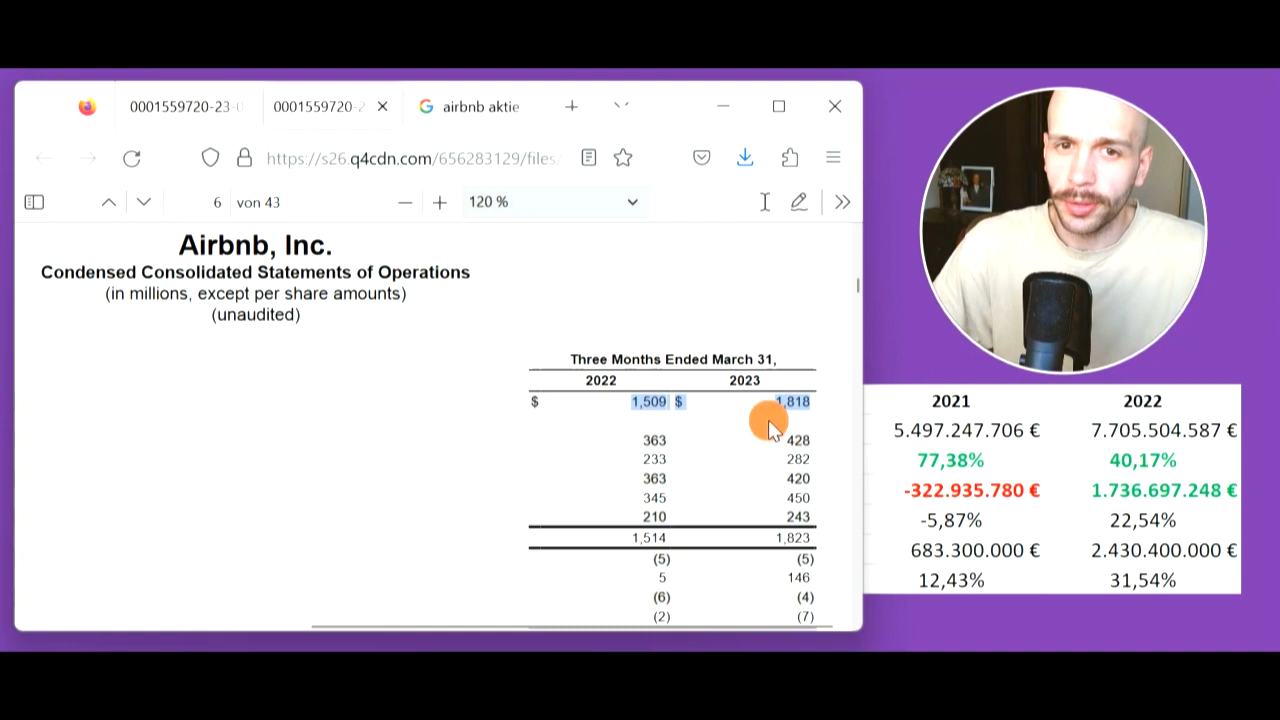 0001559720-23-0
0001559720-2
airbnb aktie
https://s26.q4cdn.com/656283129/files/
6 von 43
120 %
Airbnb, Inc.
Condensed Consolidated Statements of Operations
(in millions, except per share amounts)
(unaudited)
Three Months Ended March 31,
2022 2023
$ 1,509 $ 1,818
363 428
233 282
363 420
345 450
210 243
1,514 1,823
(5) (5)
5 146
(6) (4)
(2) (7)
2021 2022
5.497.247.706 € 7.705.504.587 €
77,38% 40,17%
-322.935.780 € 1.736.697.248 €
-5,87% 22,54%
683.300.000 € 2.430.400.000 €
12,43% 31,54%